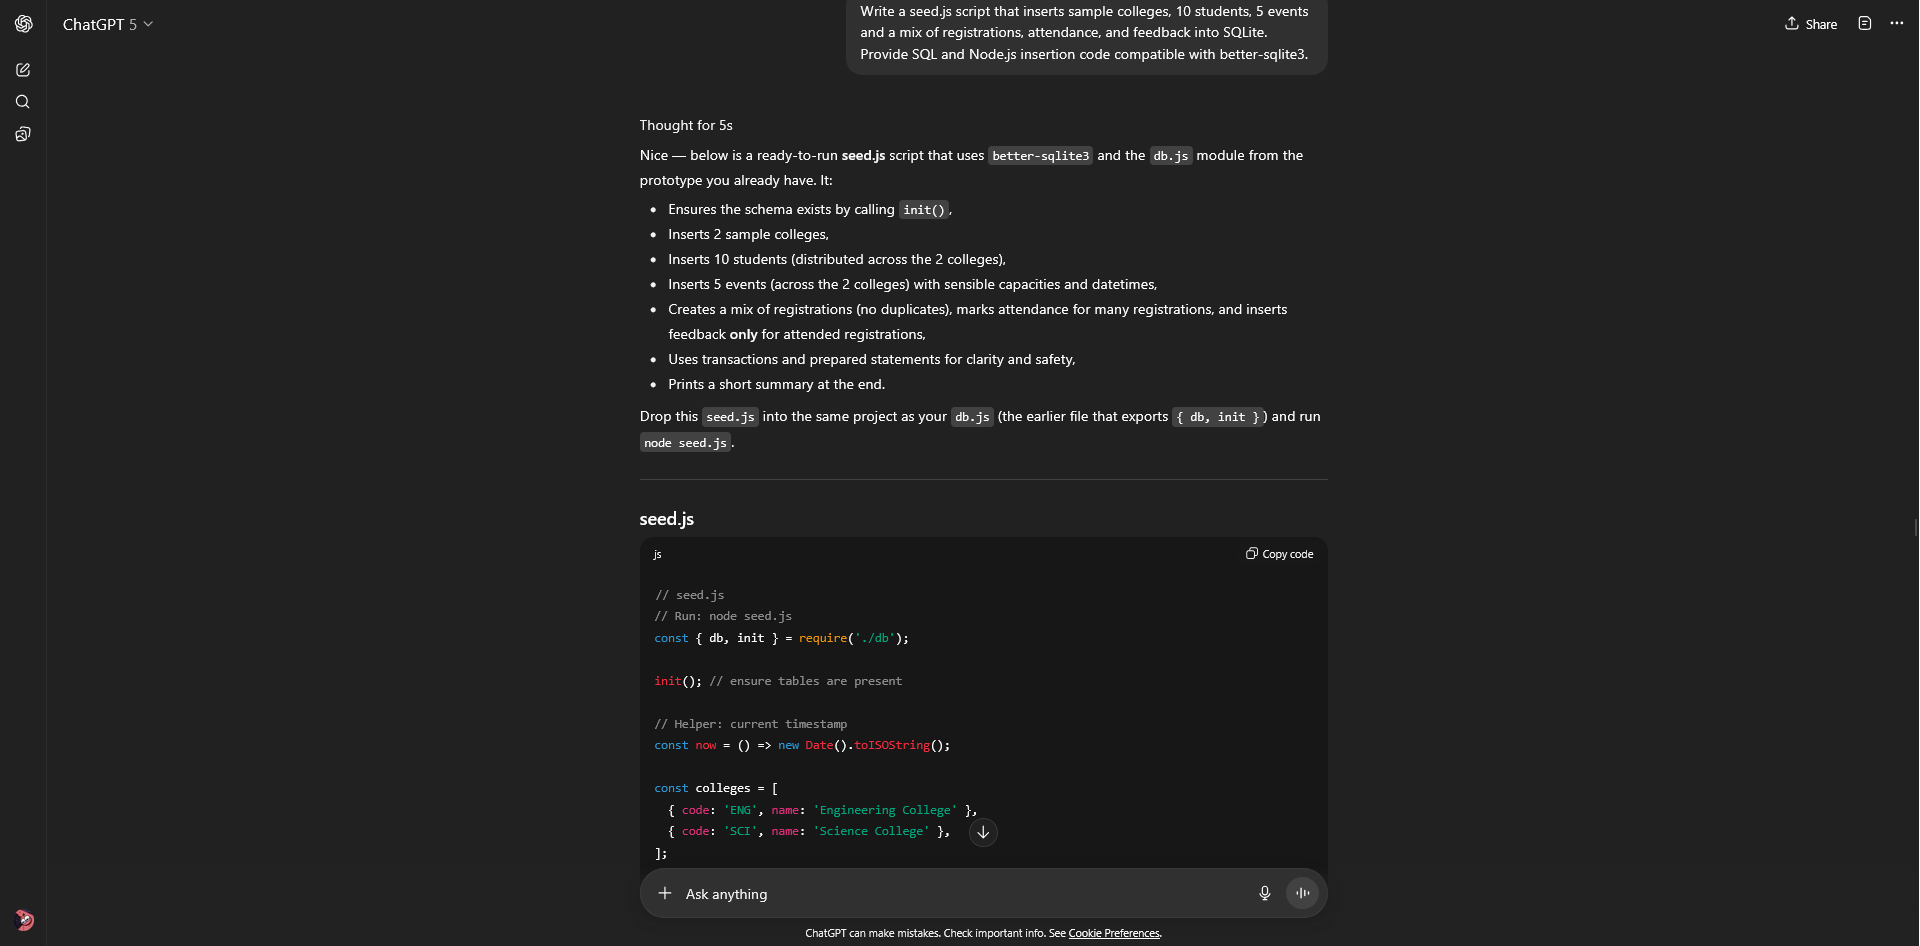 ChatGPT 5
Share
Write a seed.js script that inserts sample colleges, 10 students, 5 events
and a mix of registrations, attendance, and feedback into SQLite.
Provide SQL and Node.js insertion code compatible with better-sqlite3.
Thought for 5s
Nice — below is a ready-to-run seed.js script that uses better-sqlite3 and the db.js module from the
prototype you already have. It:
• Ensures the schema exists by calling init(),
• Inserts 2 sample colleges,
• Inserts 10 students (distributed across the 2 colleges),
• Inserts 5 events (across the 2 colleges) with sensible capacities and datetimes,
• Creates a mix of registrations (no duplicates), marks attendance for many registrations, and inserts
feedback only for attended registrations,
• Uses transactions and prepared statements for clarity and safety,
• Prints a short summary at the end.
Drop this seed.js into the same project as your db.js (the earlier file that exports { db, init }) and run
node seed.js.
seed.js
js
Copy code
// seed.js
// Run: node seed.js
const { db, init } = require('./db');
init(); // ensure tables are present
// Helper: current timestamp
const now = () => new Date().toISOString();
const colleges = [
{ code: 'ENG', name: 'Engineering College' },
{ code: 'SCI', name: 'Science College' },
];
Ask anything
ChatGPT can make mistakes. Check important info. See Cookie Preferences.